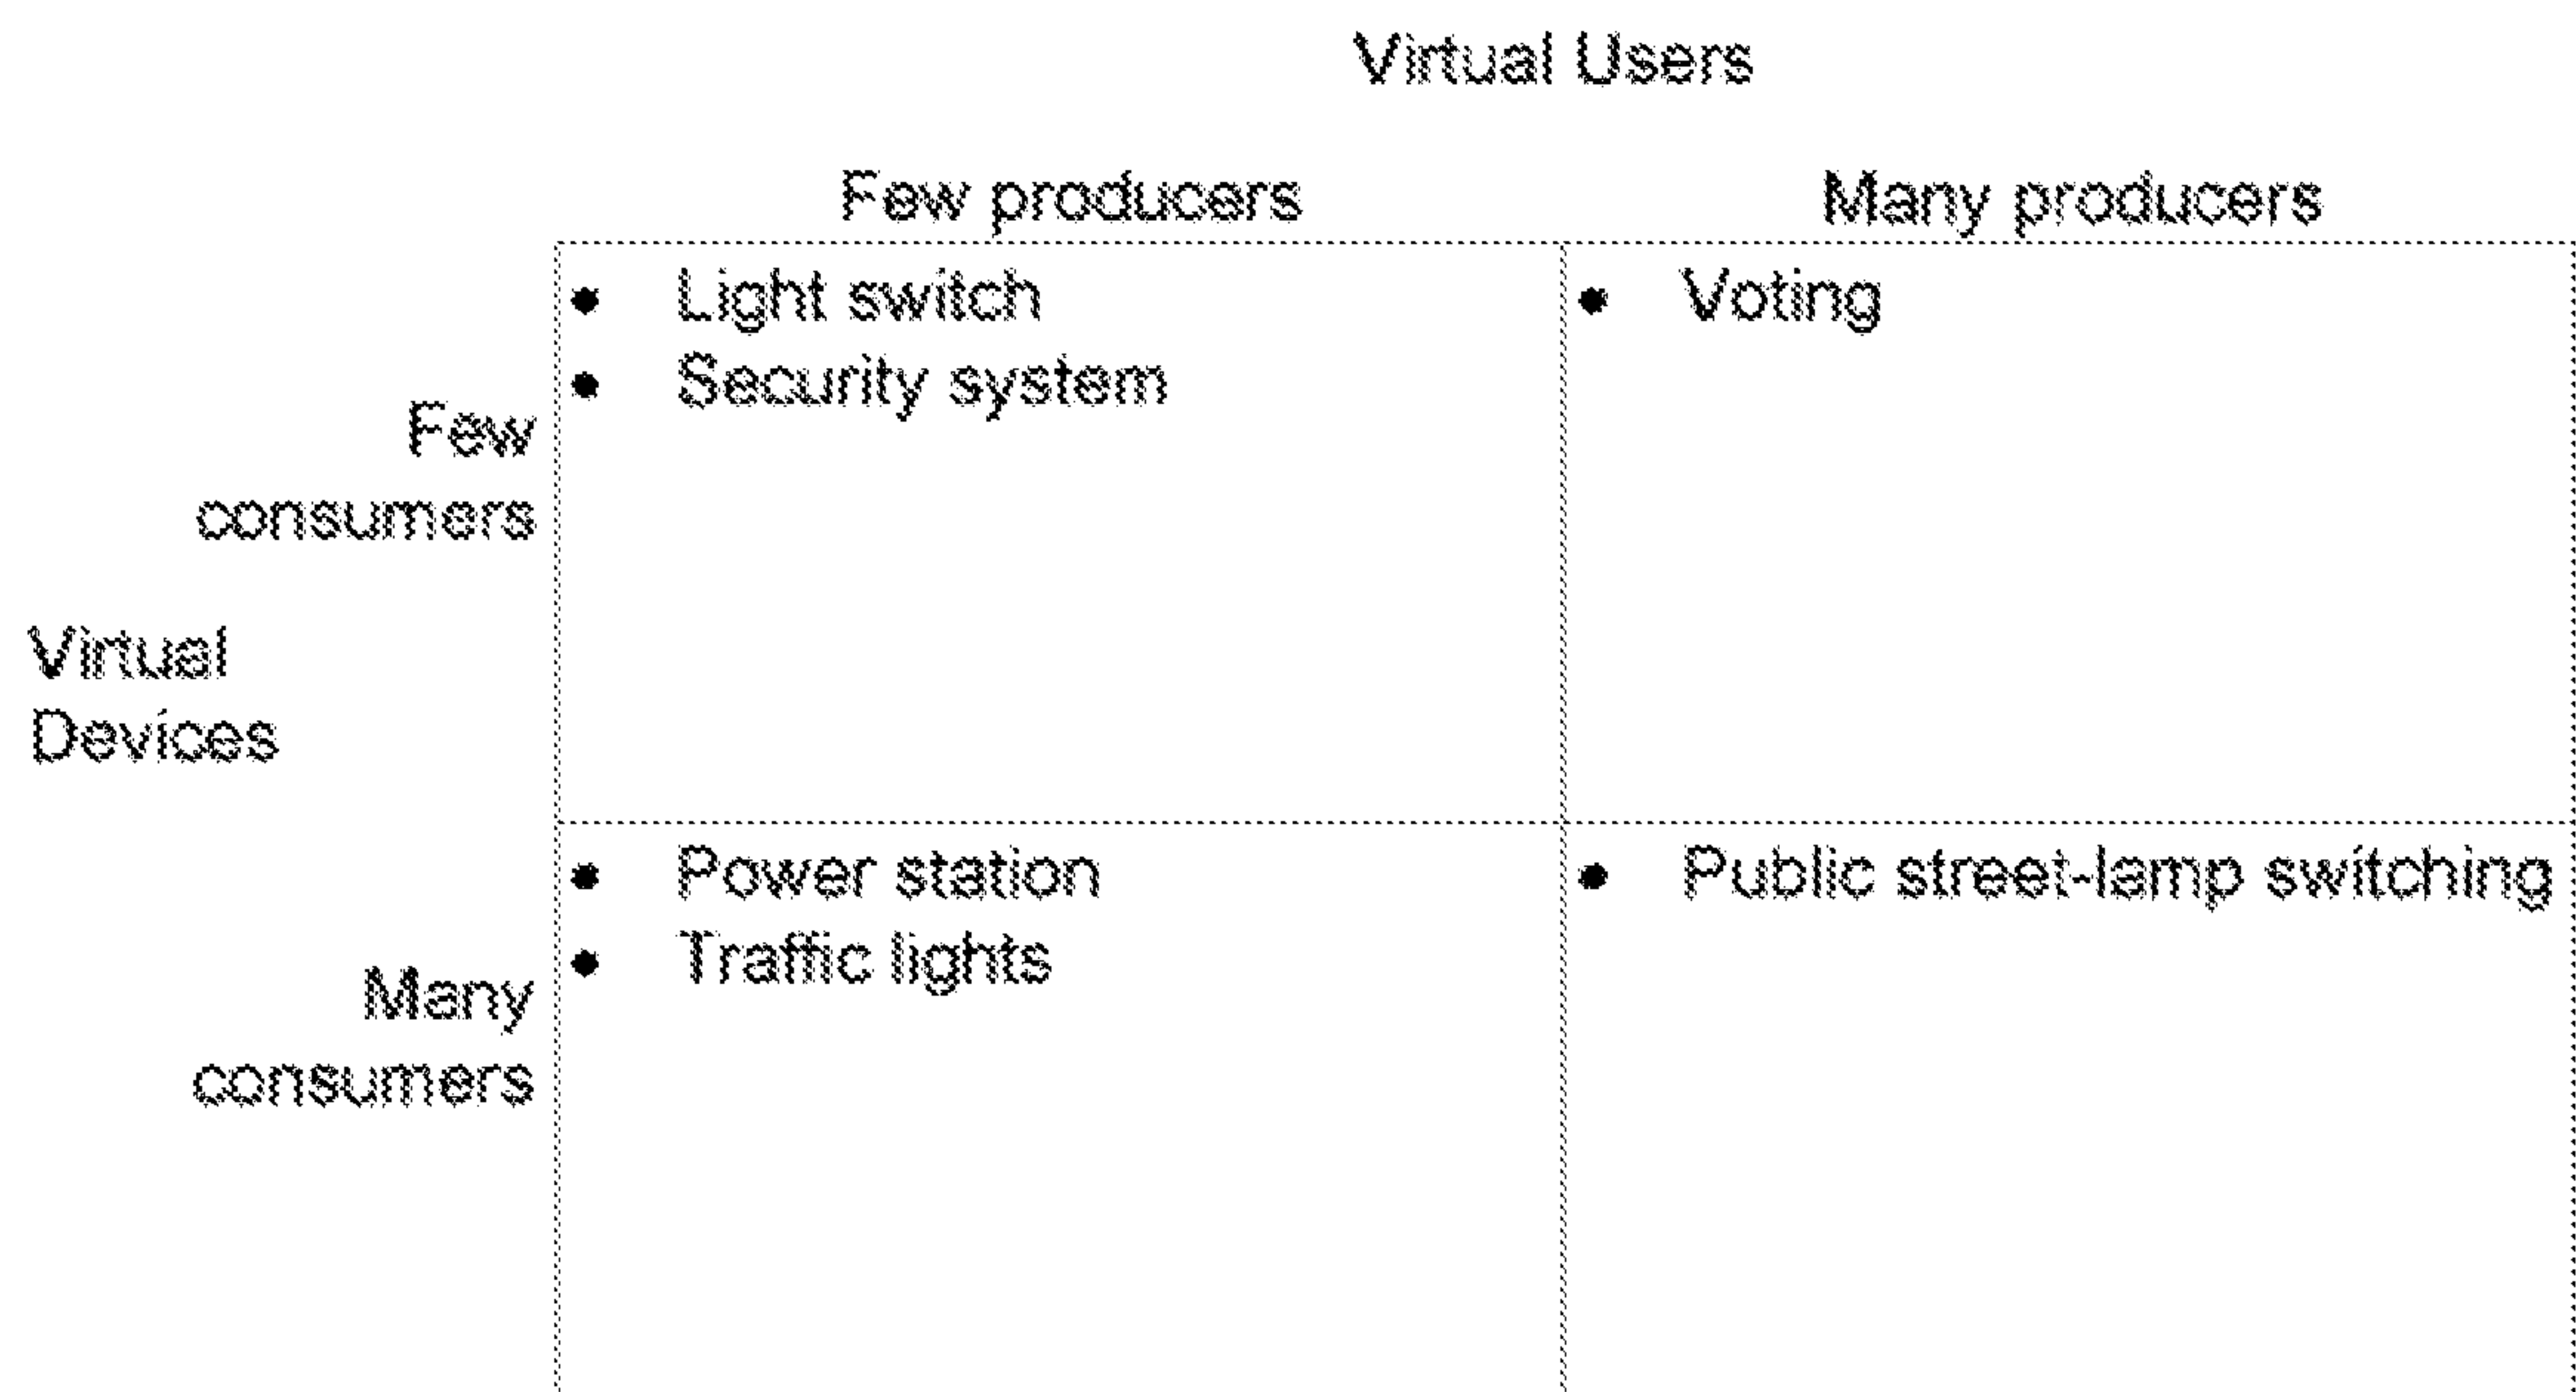 Virtual Users
Few producers
Many producers
Few
consumers
• Light switch
• Security system
• Voting
Virtual
Devices
Many
consumers
• Power station
• Traffic lights
• Public street-lamp switching